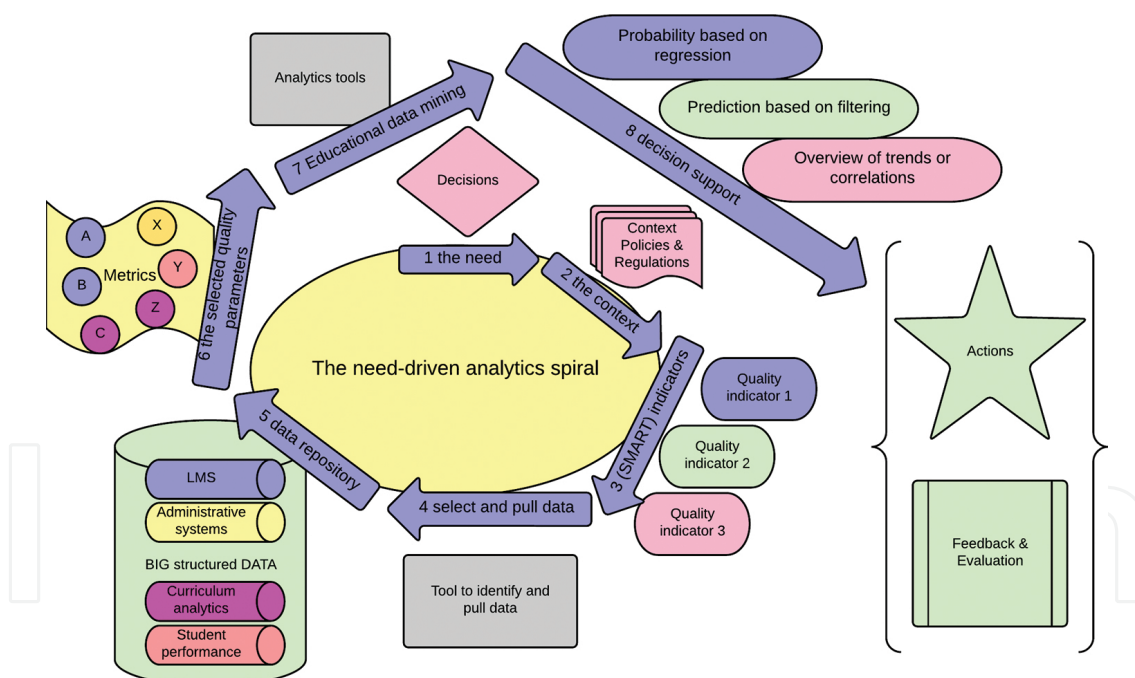 Analytics tools
7 Educational data mining
Probability based on
regression
Prediction based on filtering
Overview of trends or
correlations
8 decision support
Decisions
Context
Policies &
Regulations
1 the need
2 the context
A
X
B
Metrics
Y
Z
C
6 the selected quality
parameters
The need-driven analytics spiral
3 (SMART) indicators
Quality
indicator 1
Quality
indicator 2
Quality
indicator 3
4 select and pull data
5 data repository
LMS
Administrative
systems
BIG structured DATA
Curriculum
analytics
Student
performance
Tool to identify and
pull data
Actions
Feedback &
Evaluation